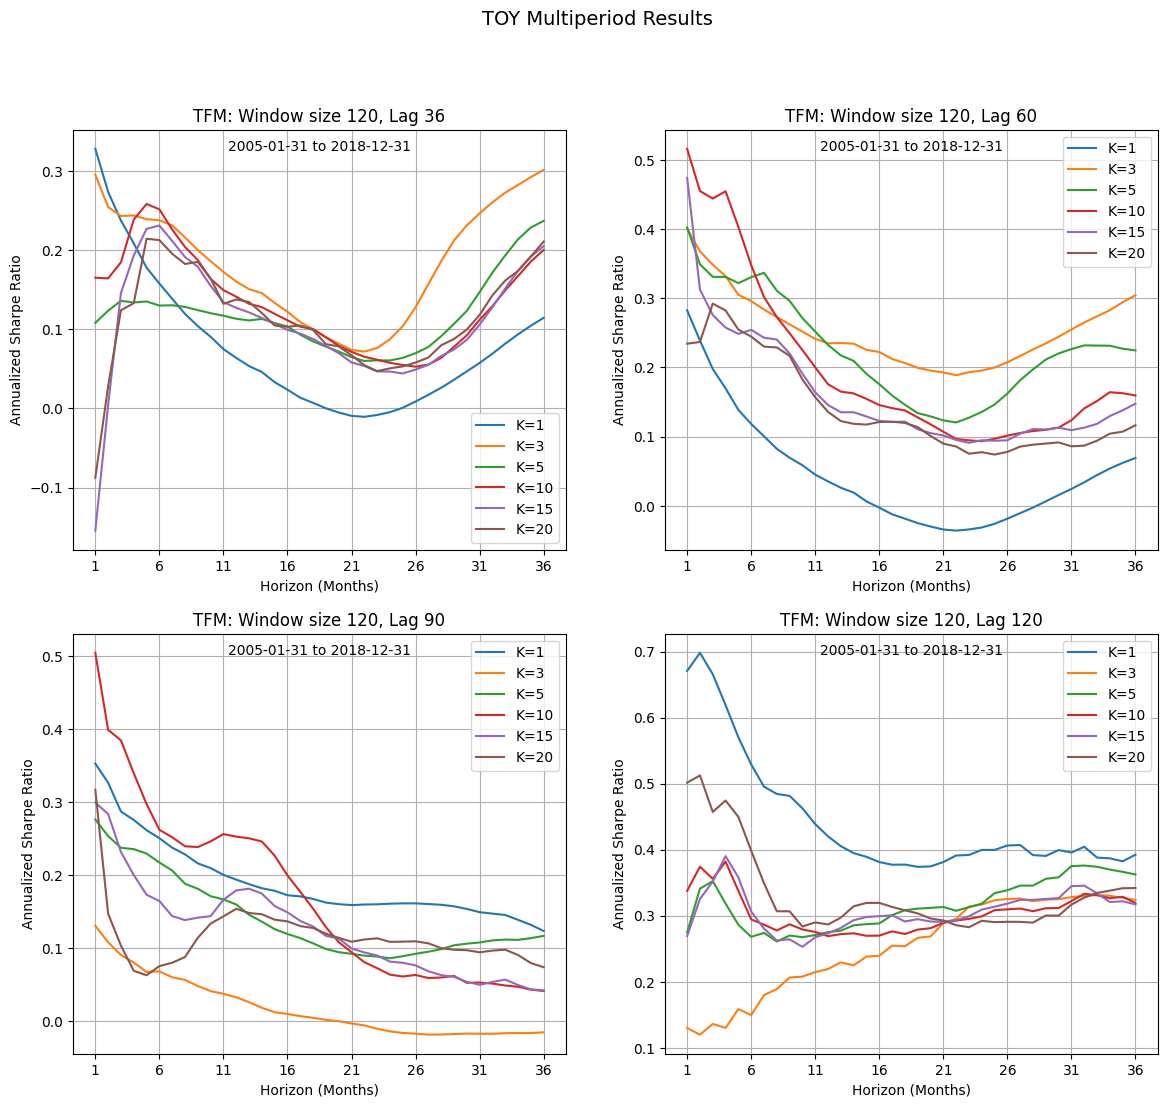 TOY Multiperiod Results
TFM: Window size 120, Lag 36
2005-01-31 to 2018-12-31
Annualized Sharpe Ratio
0.3
0.2
0.1
0.0
−0.1
K=1
K=3
K=5
K=10
K=15
K=20
1 6 11 16 21 26 31 36
Horizon (Months)
TFM: Window size 120, Lag 60
2005-01-31 to 2018-12-31
Annualized Sharpe Ratio
0.5
0.4
0.3
0.2
0.1
0.0
K=1
K=3
K=5
K=10
K=15
K=20
1 6 11 16 21 26 31 36
Horizon (Months)
TFM: Window size 120, Lag 90
2005-01-31 to 2018-12-31
Annualized Sharpe Ratio
0.5
0.4
0.3
0.2
0.1
0.0
K=1
K=3
K=5
K=10
K=15
K=20
1 6 11 16 21 26 31 36
Horizon (Months)
TFM: Window size 120, Lag 120
2005-01-31 to 2018-12-31
Annualized Sharpe Ratio
0.7
0.6
0.5
0.4
0.3
0.2
0.1
K=1
K=3
K=5
K=10
K=15
K=20
1 6 11 16 21 26 31 36
Horizon (Months)